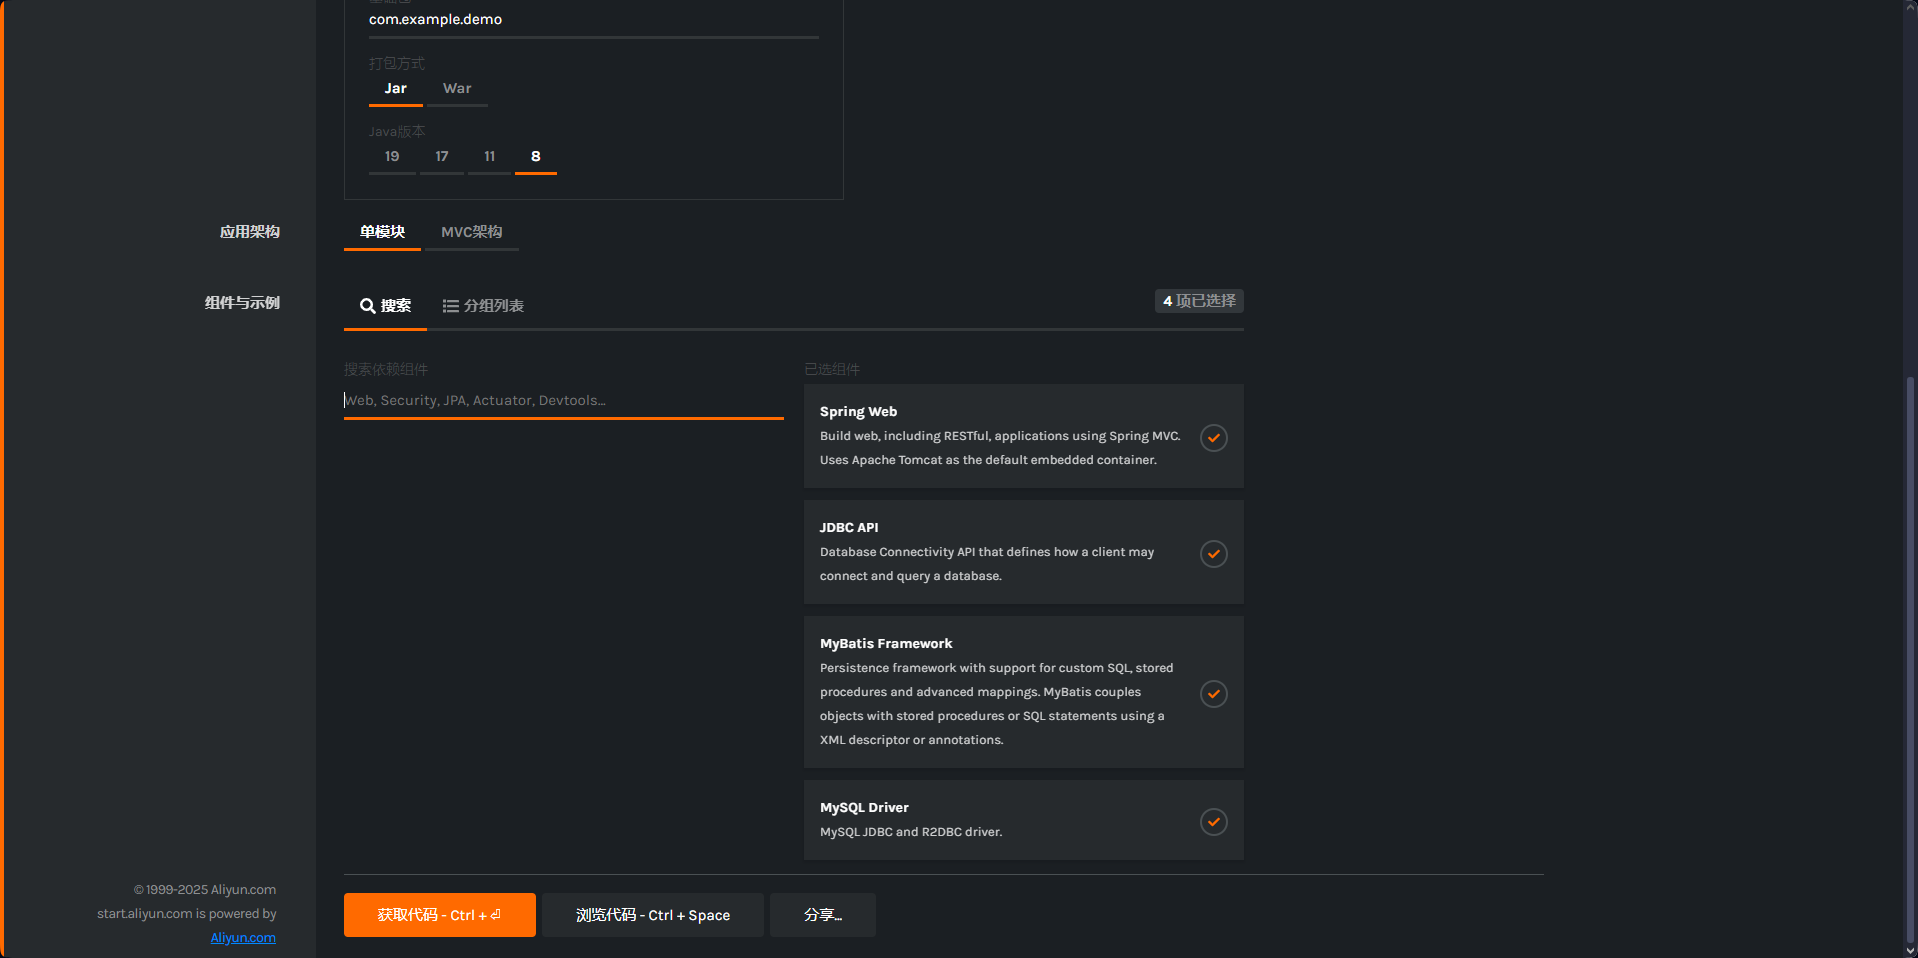 com.example.demo
打包方式
Jar
War
Java版本
19
17
11
8
应用架构
单模块
MVC架构
组件与示例
搜索
分组列表
4 项已选择
搜索依赖组件
Web, Security, JPA, Actuator, Devtools...
已选组件
Spring Web
Build web, including RESTful, applications using Spring MVC.
Uses Apache Tomcat as the default embedded container.
JDBC API
Database Connectivity API that defines how a client may
connect and query a database.
MyBatis Framework
Persistence framework with support for custom SQL, stored
procedures and advanced mappings. MyBatis couples
objects with stored procedures or SQL statements using a
XML descriptor or annotations.
MySQL Driver
MySQL JDBC and R2DBC driver.
© 1999-2025 Aliyun.com
start.aliyun.com is powered by
Aliyun.com
获取代码 - Ctrl + ⏎
浏览代码 - Ctrl + Space
分享...